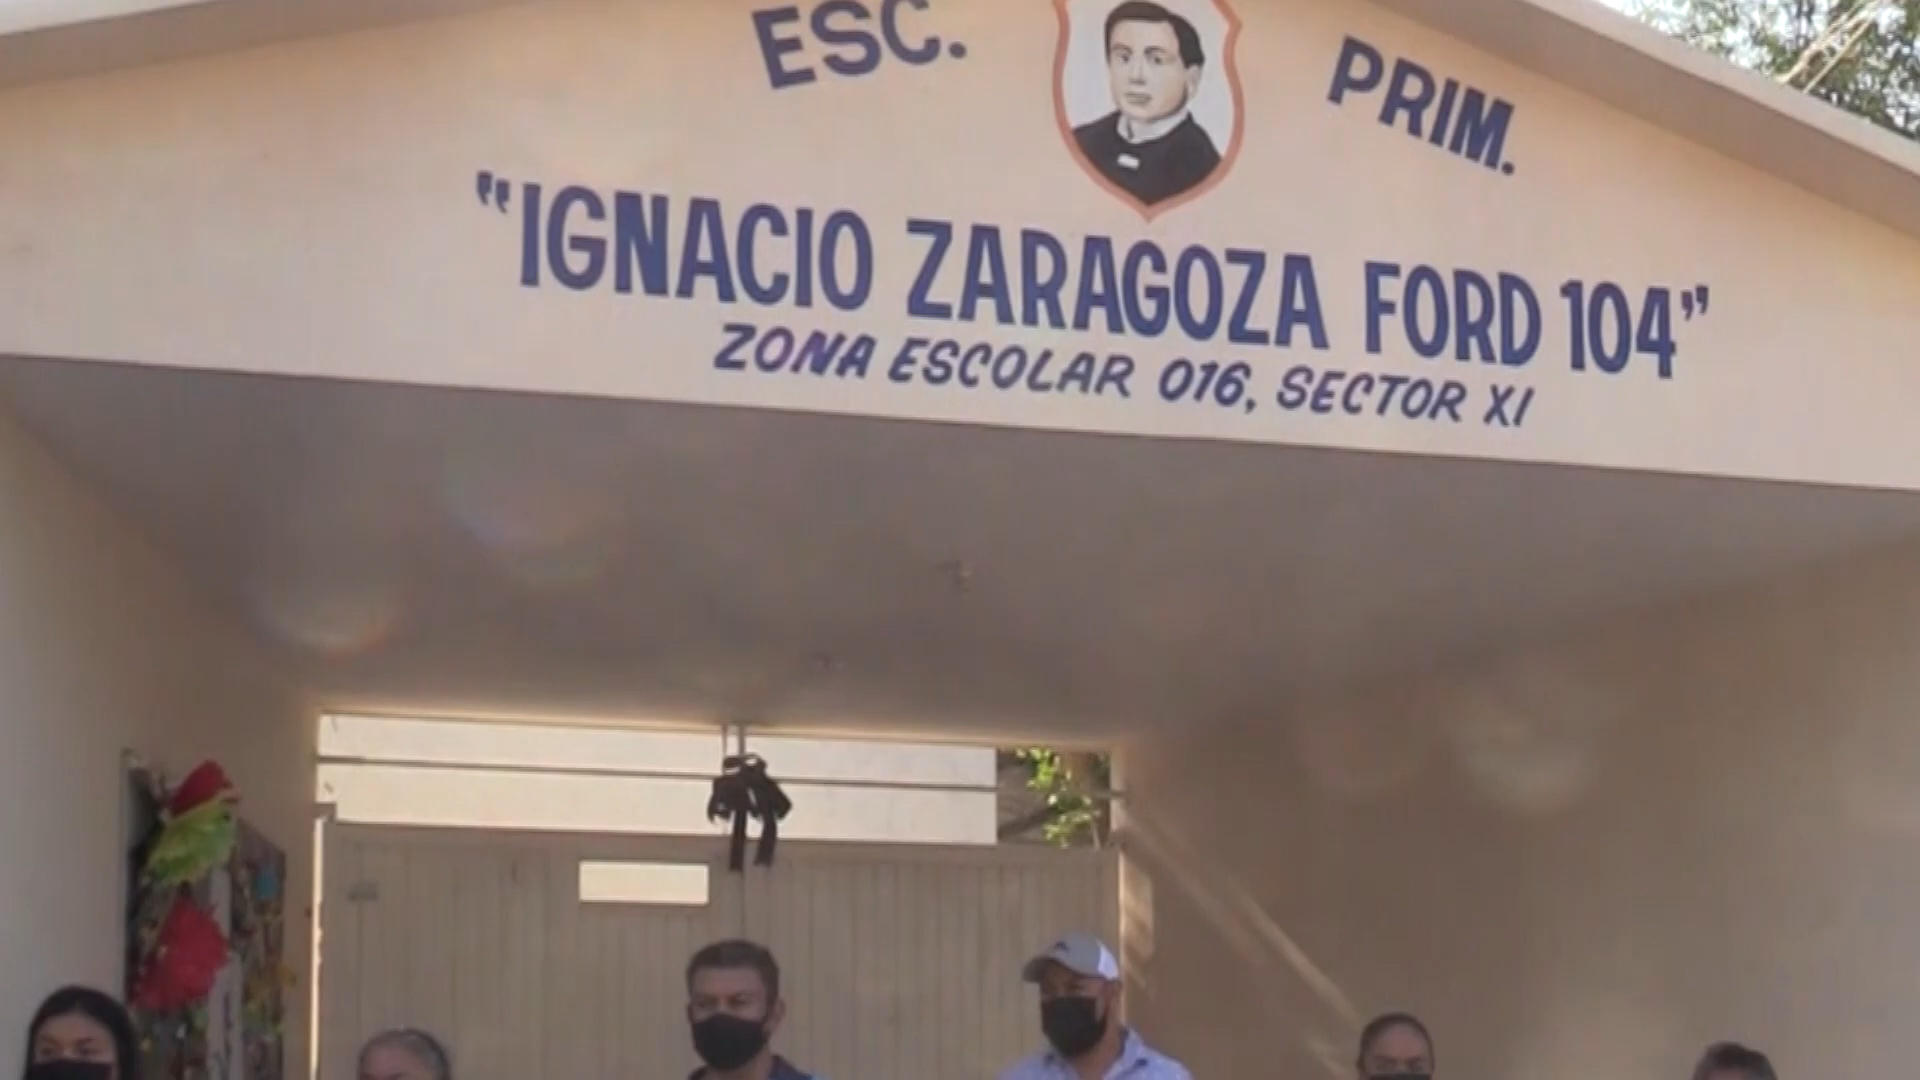 ESC. PRIM.
"IGNACIO ZARAGOZA FORD 104"
ZONA ESCOLAR 016, SECTOR XI